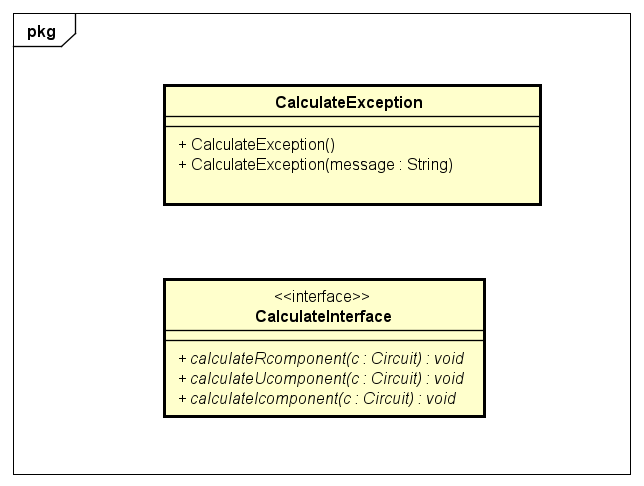 pkg
CalculateException
+ CalculateException()
+ CalculateException(message : String)
<<interface>>
CalculateInterface
+ calculateRcomponent(c : Circuit) : void
+ calculateUcomponent(c : Circuit) : void
+ calculateIcomponent(c : Circuit) : void